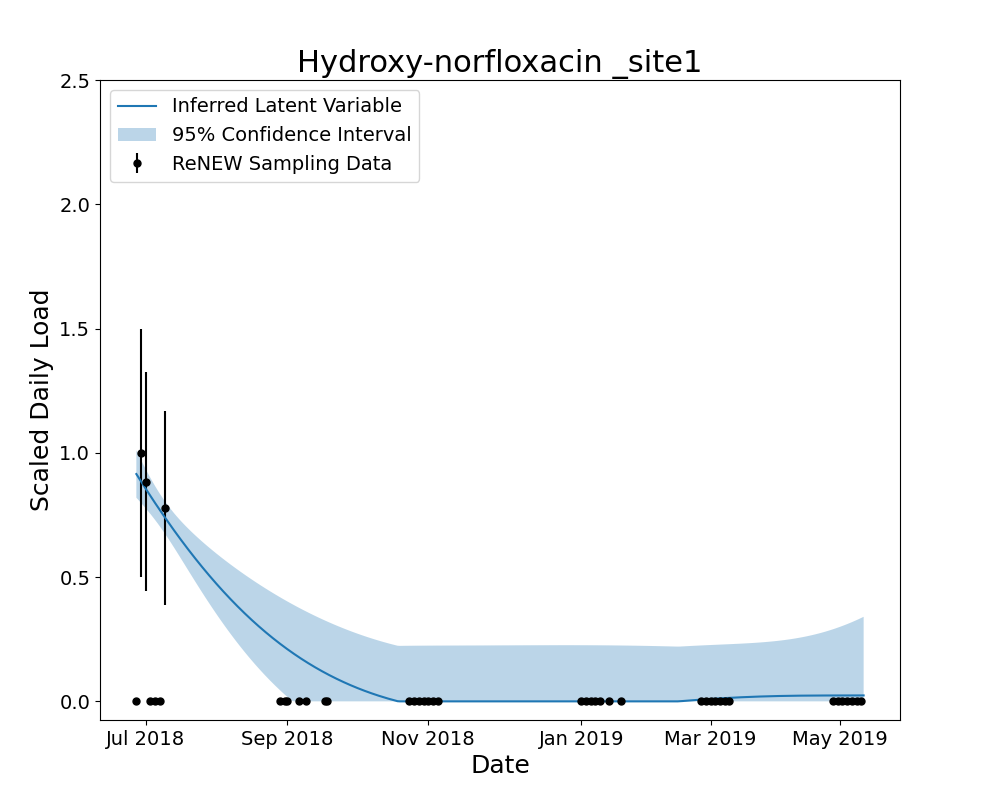 Hydroxy-norfloxacin _site1
Inferred Latent Variable
95% Confidence Interval
ReNEW Sampling Data
Scaled Daily Load
2.5
2.0
1.5
1.0
0.5
0.0
Jul 2018 Sep 2018 Nov 2018 Jan 2019 Mar 2019 May 2019
Date